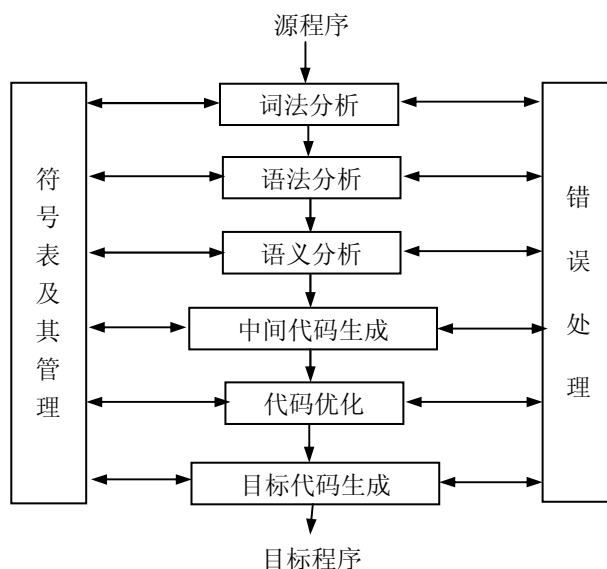 源程序
词法分析
语法分析
语义分析
中间代码生成
代码优化
目标代码生成
目标程序
符号表及其管理
错误处理